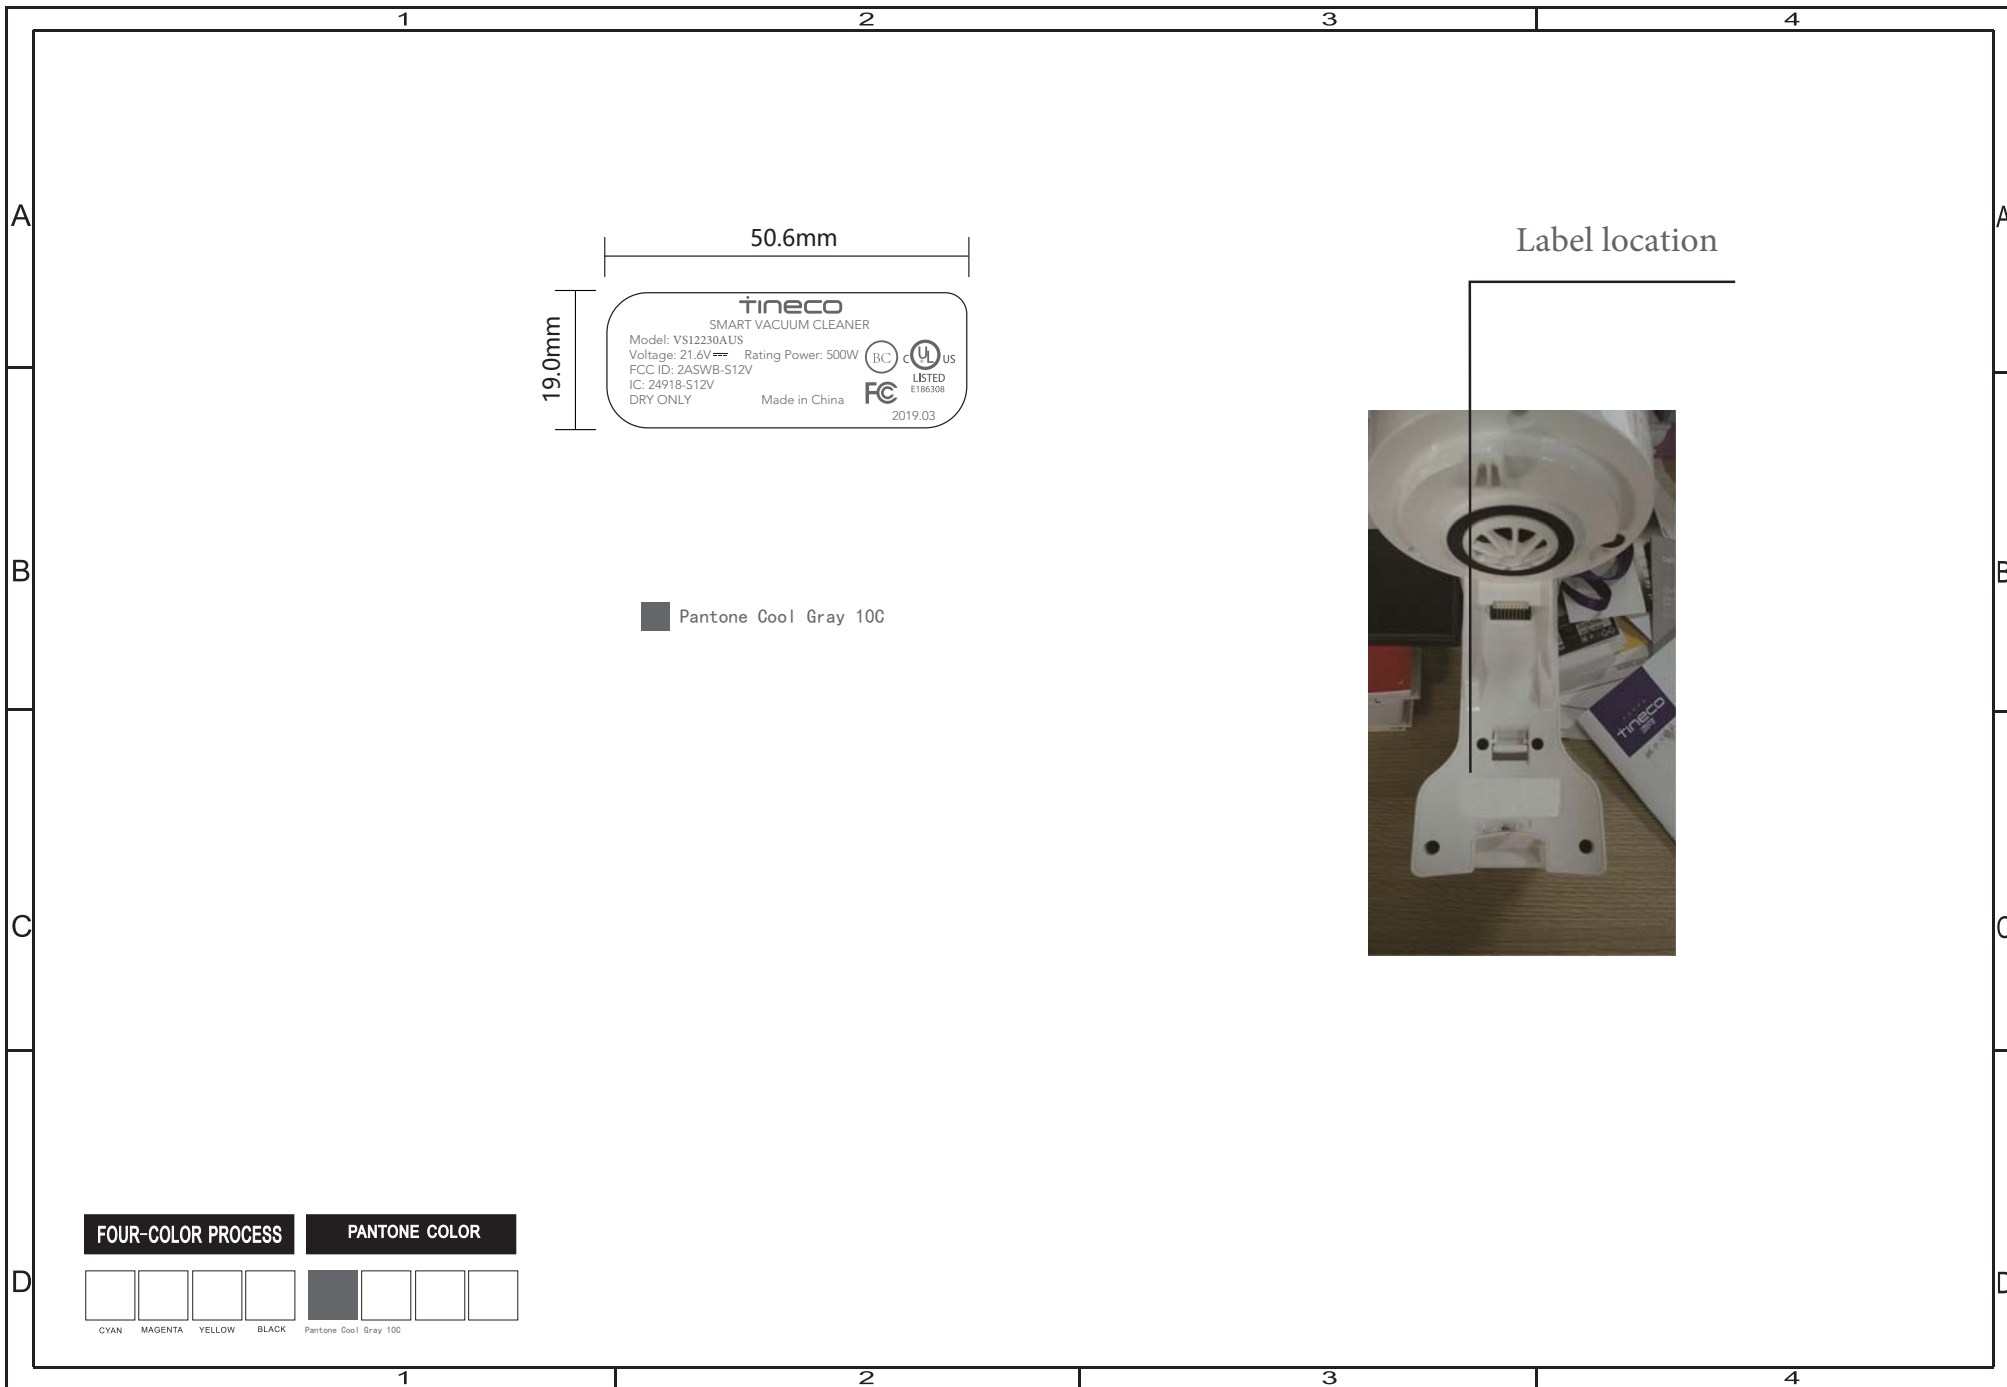 1 2 3 4
A A
50.6mm
Label location
19.0mm
tineco
SMART VACUUM CLEANER
Model: VS12230AUS
Voltage: 21.6V⎓ Rating Power: 500W
FCC ID: 2ASWB-S12V
IC: 24918-S12V
DRY ONLY Made in China
BC
C UL US
LISTED
E186308
FC
2019.03
B B
Pantone Cool Gray 10C
tineco
C C
FOUR-COLOR PROCESS PANTONE COLOR
D D
CYAN MAGENTA YELLOW BLACK Pantone Cool Gray 10C
1 2 3 4